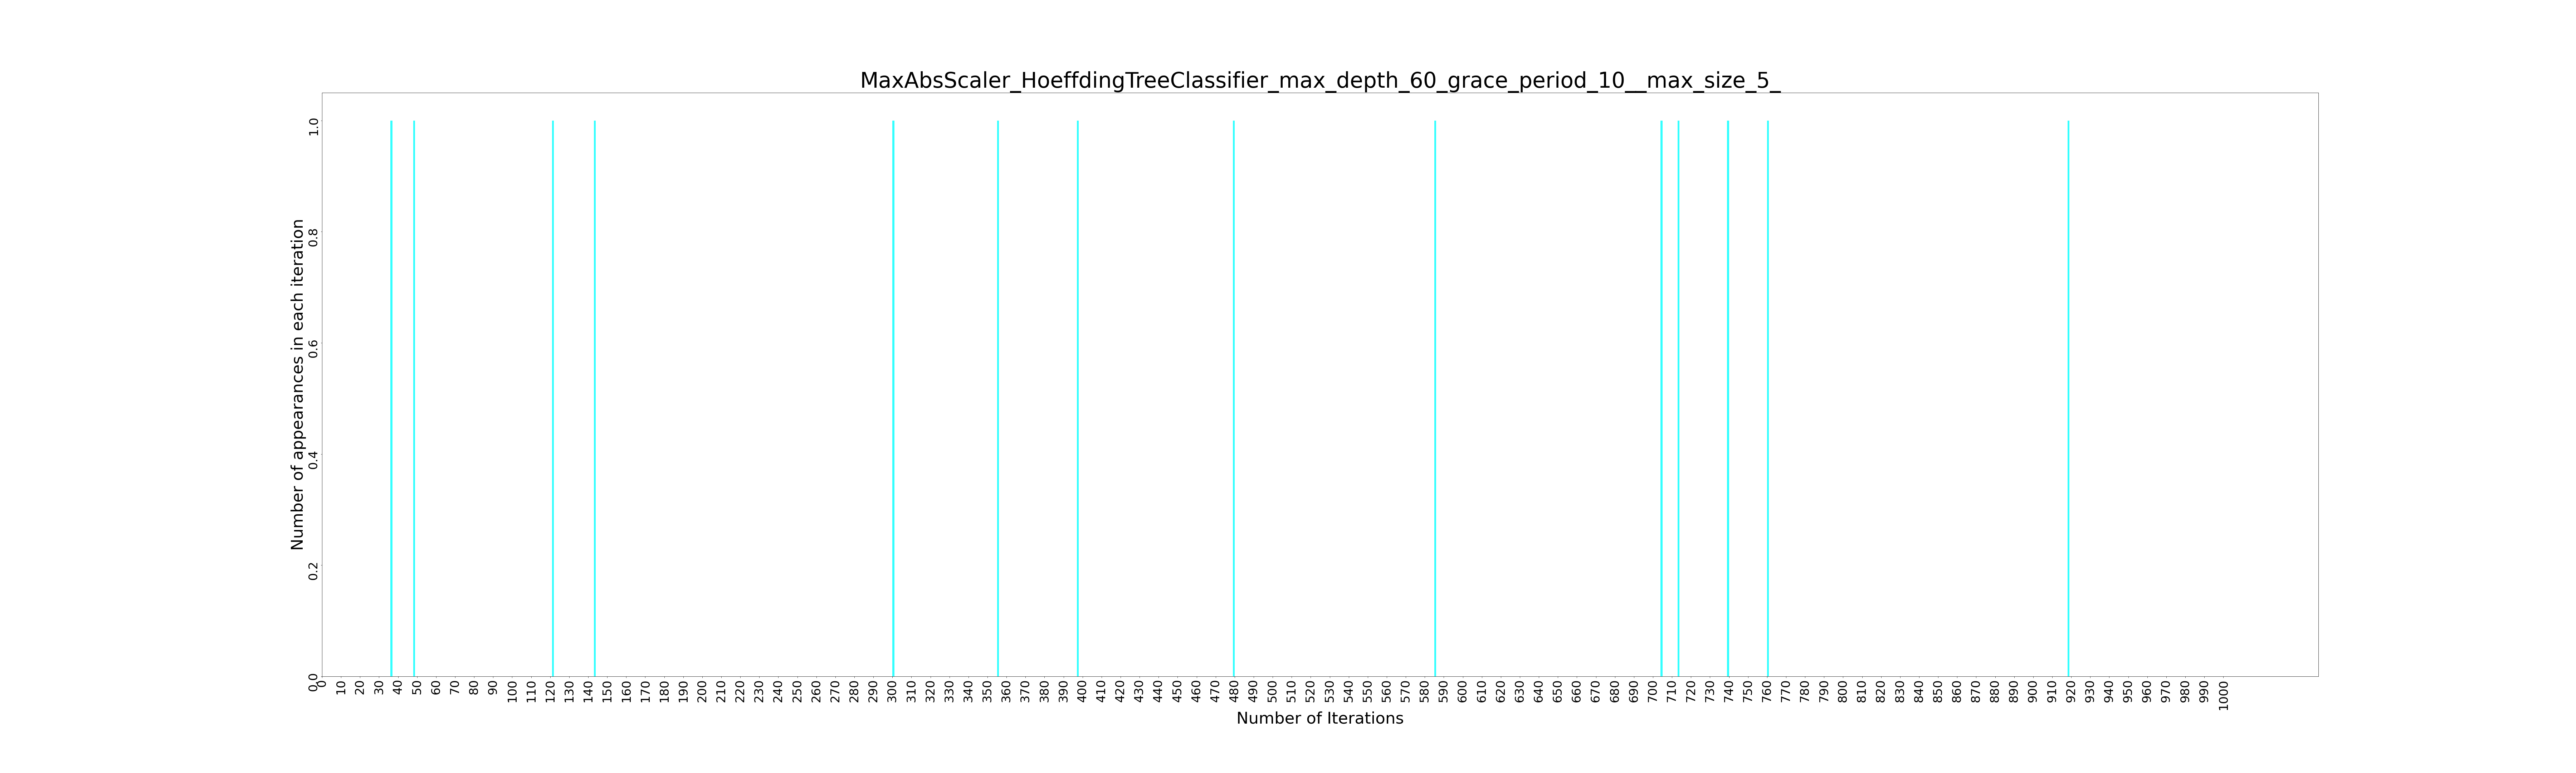 MaxAbsScaler_HoeffdingTreeClassifier_max_depth_60_grace_period_10__max_size_5_
Number of appearances in each iteration
1.0
0.8
0.6
0.4
0.2
0.0
0 10 20 30 40 50 60 70 80 90 100 110 120 130 140 150 160 170 180 190 200 210 220 230 240 250 260 270 280 290 300 310 320 330 340 350 360 370 380 390 400 410 420 430 440 450 460 470 480 490 500 510 520 530 540 550 560 570 580 590 600 610 620 630 640 650 660 670 680 690 700 710 720 730 740 750 760 770 780 790 800 810 820 830 840 850 860 870 880 890 900 910 920 930 940 950 960 970 980 990 1000
Number of Iterations